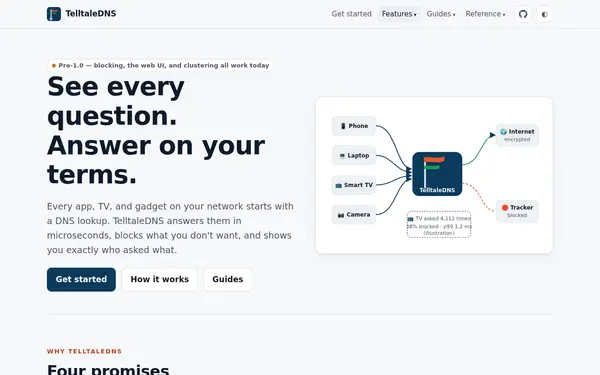 TelltaleDNS
Get started Features Guides Reference
Pre-1.0 — blocking, the web UI, and clustering all work today
See every
question.
Answer on your
terms.
Every app, TV, and gadget on your network starts with
a DNS lookup. TelltaleDNS answers them in
microseconds, blocks what you don't want, and shows
you exactly who asked what.
Get started How it works Guides
Phone
Laptop
Smart TV
Camera
TelltaleDNS
Internet
encrypted
Tracker
blocked
TV asked 4,112 times
38% blocked · p99 1.2 ms
(illustration)
WHY TELLTALEDNS
Four promises